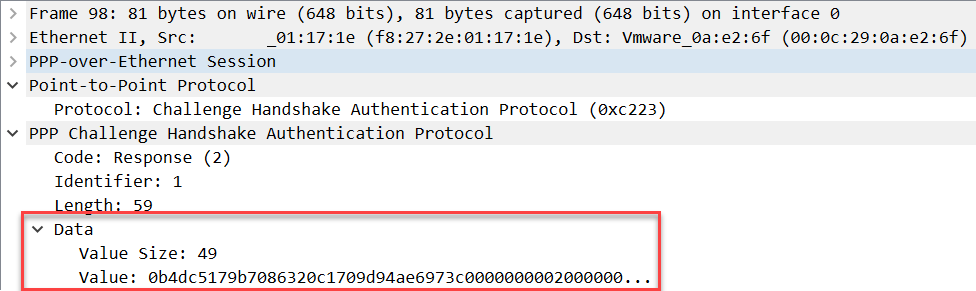 Frame 98: 81 bytes on wire (648 bits), 81 bytes captured (648 bits) on interface 0
Ethernet II, Src: _01:17:1e (f8:27:2e:01:17:1e), Dst: Vmware_0a:e2:6f (00:0c:29:0a:e2:6f)
PPP-over-Ethernet Session
Point-to-Point Protocol
Protocol: Challenge Handshake Authentication Protocol (0xc223)
PPP Challenge Handshake Authentication Protocol
Code: Response (2)
Identifier: 1
Length: 59
Data
Value Size: 49
Value: 0b4dc5179b7086320c1709d94ae6973c0000000002000000...